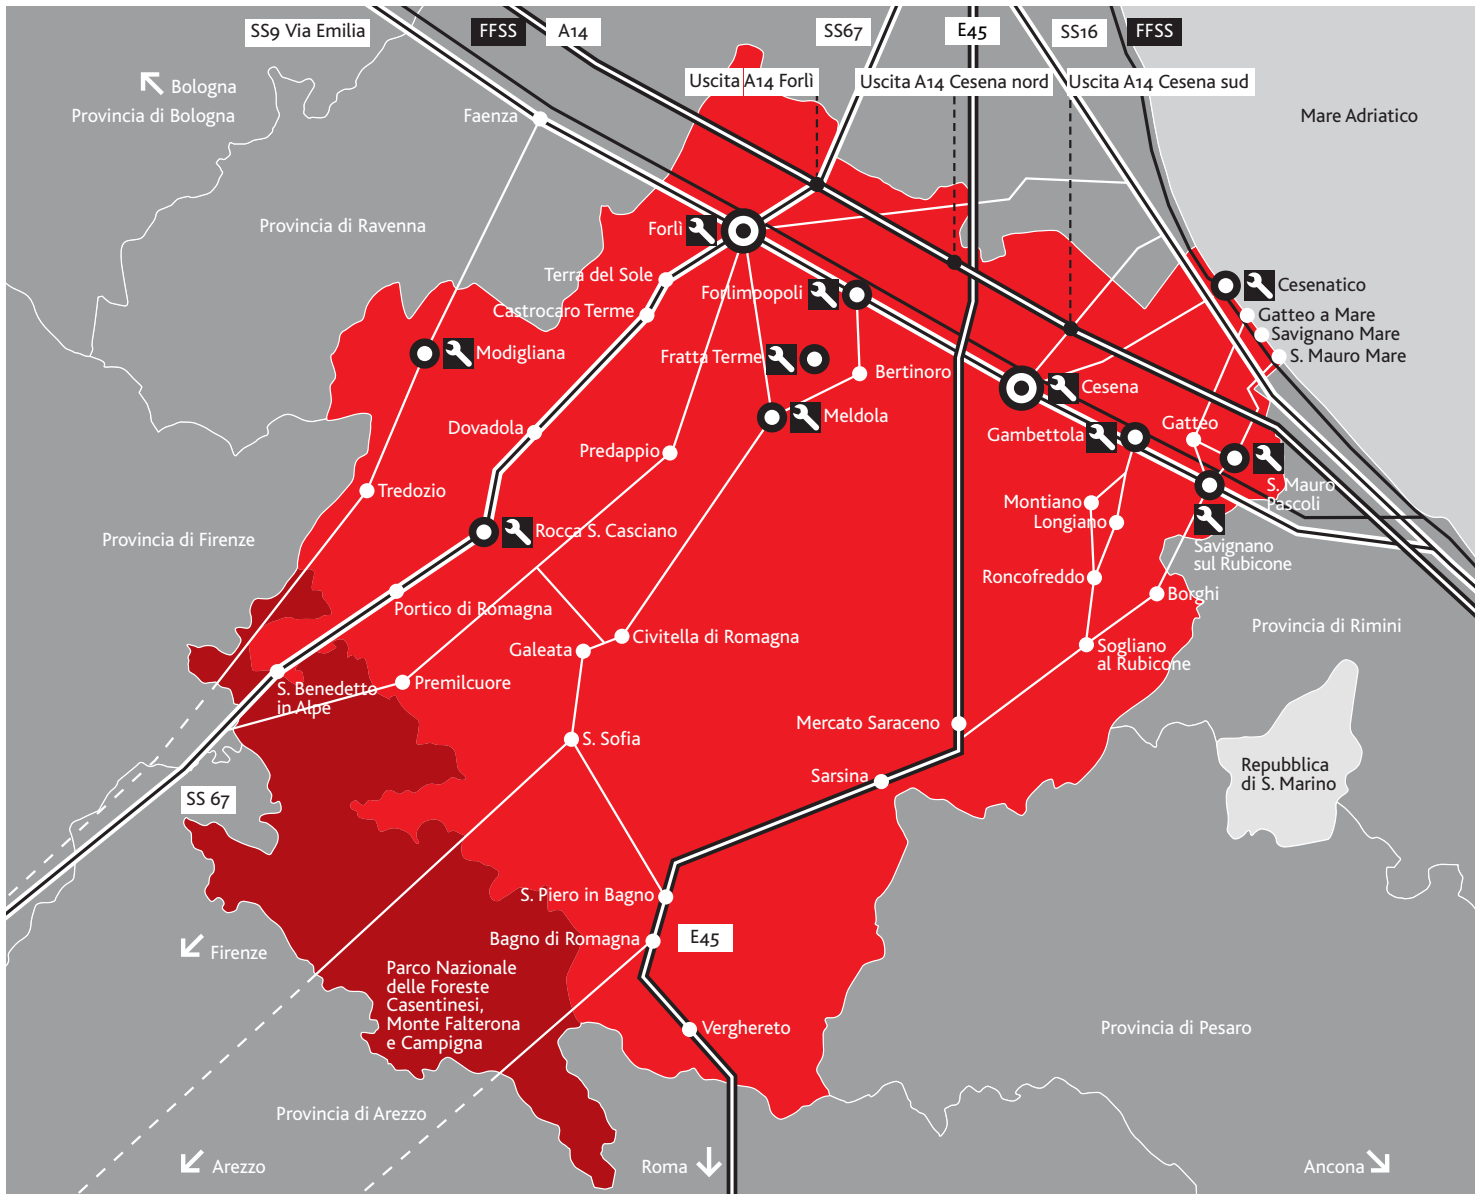 SS9 Via Emilia
FFSS
A14
SS67
E45
SS16
FFSS
Uscita A14 Forlì
Uscita A14 Cesena nord
Uscita A14 Cesena sud
Bologna
Provincia di Bologna
Faenza
Mare Adriatico
Provincia di Ravenna
Forlì
Terra del Sole
Forlimpopoli
Cesenatico
Castrocaro Terme
Gatteo a Mare
Savignano Mare
S. Mauro Mare
Modigliana
Fratta Terme
Bertinoro
Cesena
Meldola
Gatteo
Gambettola
Dovadola
Predappio
S. Mauro
Pascoli
Tredozio
Montiano
Longiano
Rocca S. Casciano
Provincia di Firenze
Savignano
sul Rubicone
Roncofreddo
Borghi
Portico di Romagna
Provincia di Rimini
Civitella di Romagna
Galeata
Sogliano
al Rubicone
S. Benedetto
in Alpe
Premilcuore
Mercato Saraceno
S. Sofia
Sarsina
Repubblica
di S. Marino
SS 67
S. Piero in Bagno
Bagno di Romagna
E45
Firenze
Parco Nazionale
delle Foreste
Casentinesi,
Monte Falterona
e Campigna
Verghereto
Provincia di Pesaro
Provincia di Arezzo
Arezzo
Roma
Ancona